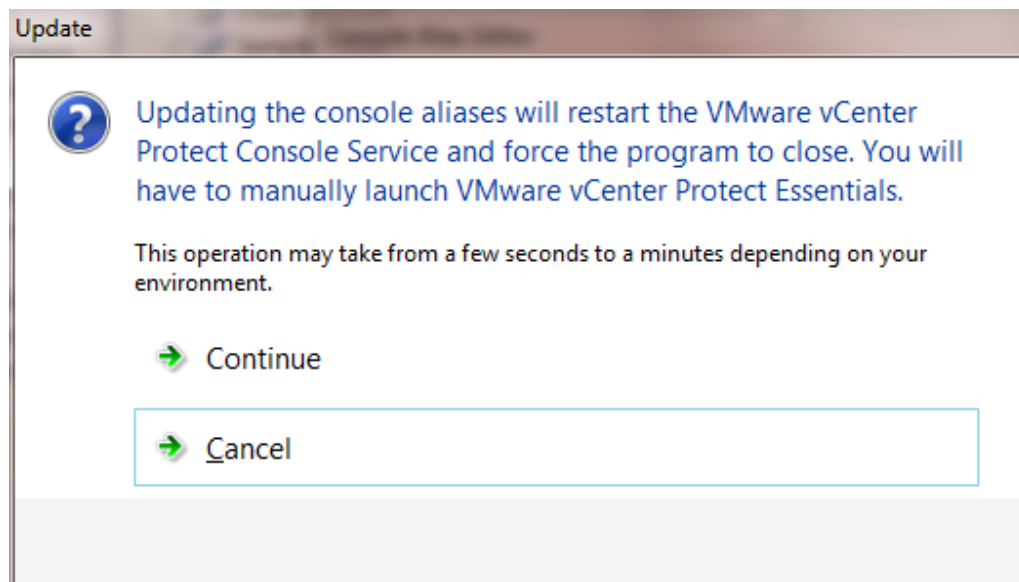 Update
Updating the console aliases will restart the VMware vCenter
Protect Console Service and force the program to close. You will
have to manually launch VMware vCenter Protect Essentials.
This operation may take from a few seconds to a minutes depending on your
environment.
Continue
Cancel